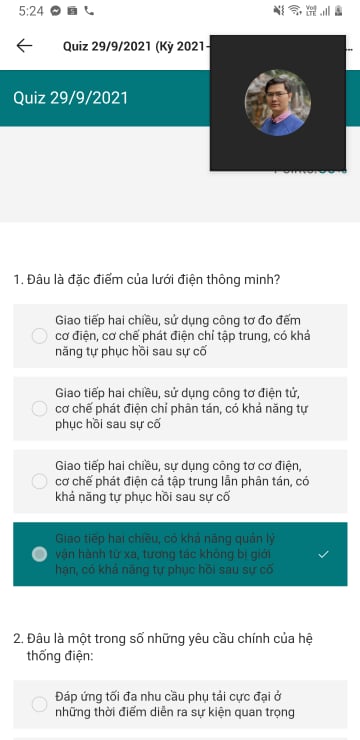 5:24
Quiz 29/9/2021 (Kỳ 2021-
Quiz 29/9/2021
1. Đâu là đặc điểm của lưới điện thông minh?
Giao tiếp hai chiều, sử dụng công tơ đo đếm
cơ điện, cơ chế phát điện chỉ tập trung, có khả
năng tự phục hồi sau sự cố
Giao tiếp hai chiều, sử dụng công tơ điện tử,
cơ chế phát điện chỉ phân tán, có khả năng tự
phục hồi sau sự cố
Giao tiếp hai chiều, sự dụng công tơ cơ điện,
cơ chế phát điện cả tập trung lẫn phân tán, có
khả năng tự phục hồi sau sự cố
Giao tiếp hai chiều, có khả năng quản lý
vận hành từ xa, tương tác không bị giới
hạn, có khả năng tự phục hồi sau sự cố
2. Đâu là một trong số những yêu cầu chính của hệ
thống điện:
Đáp ứng tối đa nhu cầu phụ tải cực đại ở
những thời điểm diễn ra sự kiện quan trọng